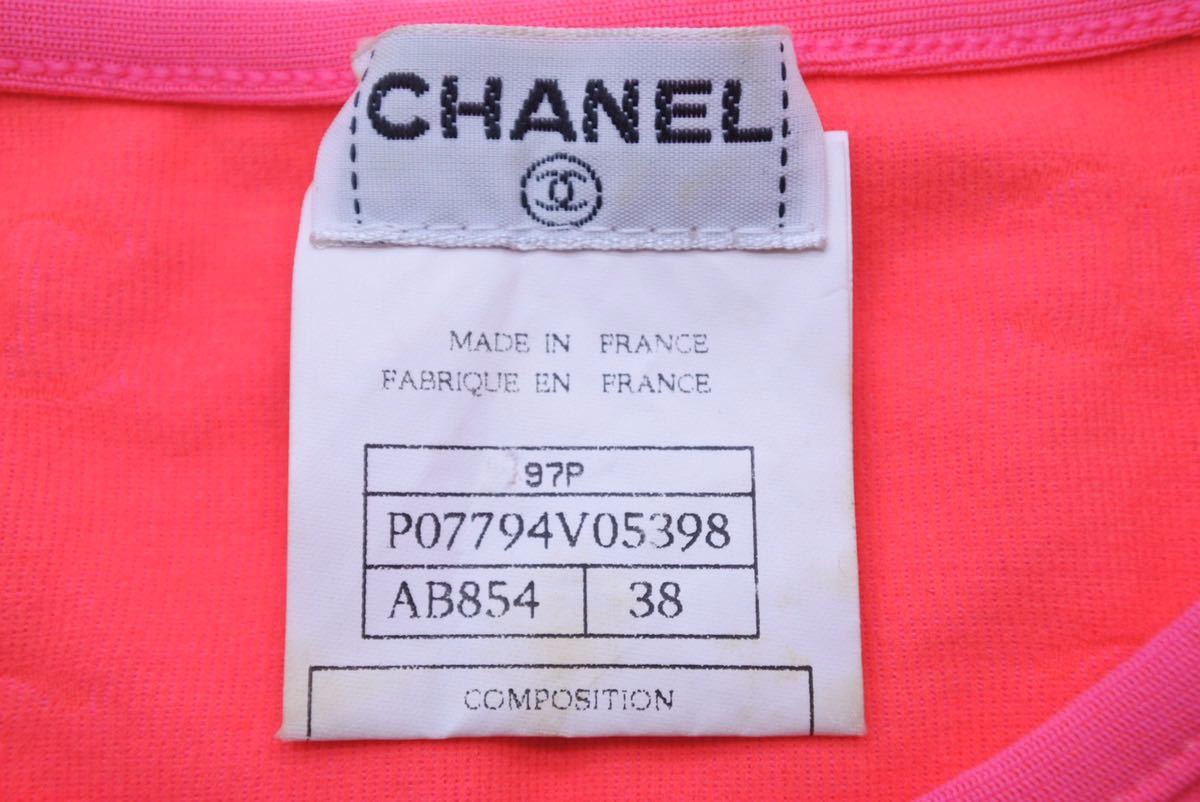 CHANEL
MADE IN FRANCE
FABRIQUE EN FRANCE
97P
P07794V05398
AB854 38
COMPOSITION